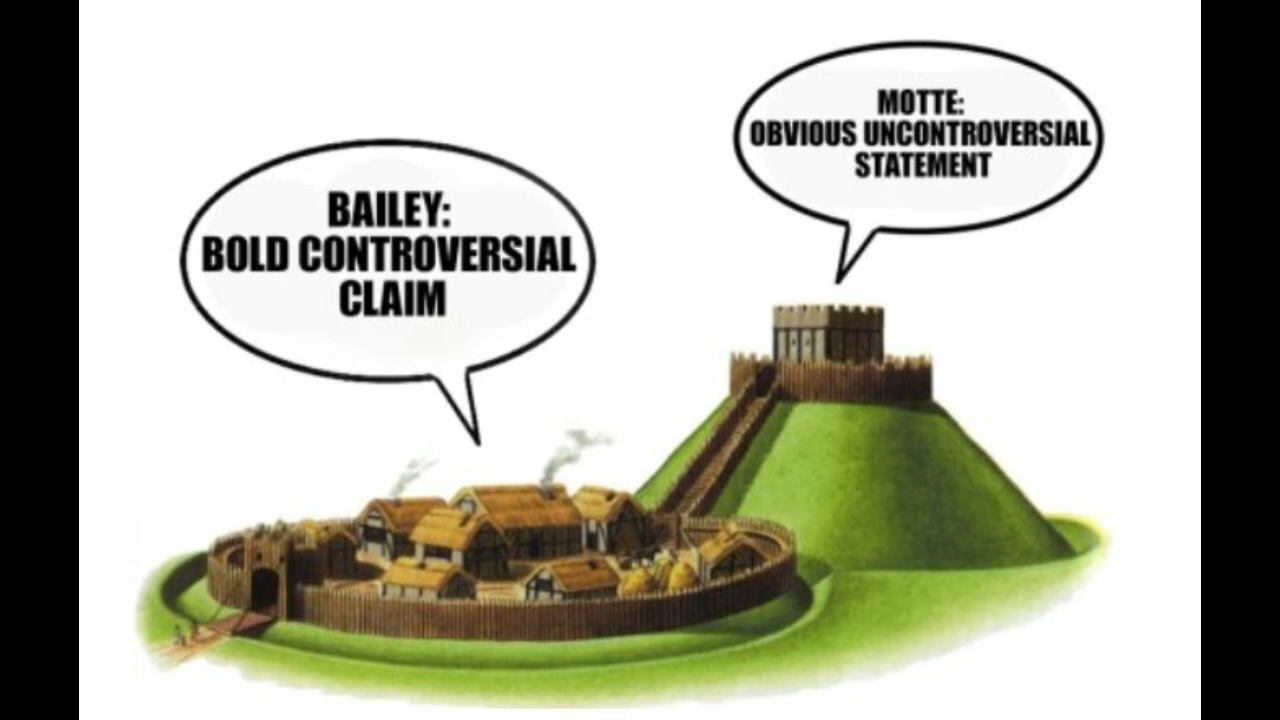 BAILEY:
BOLD CONTROVERSIAL
CLAIM
MOTTE:
OBVIOUS UNCONTROVERSIAL
STATEMENT